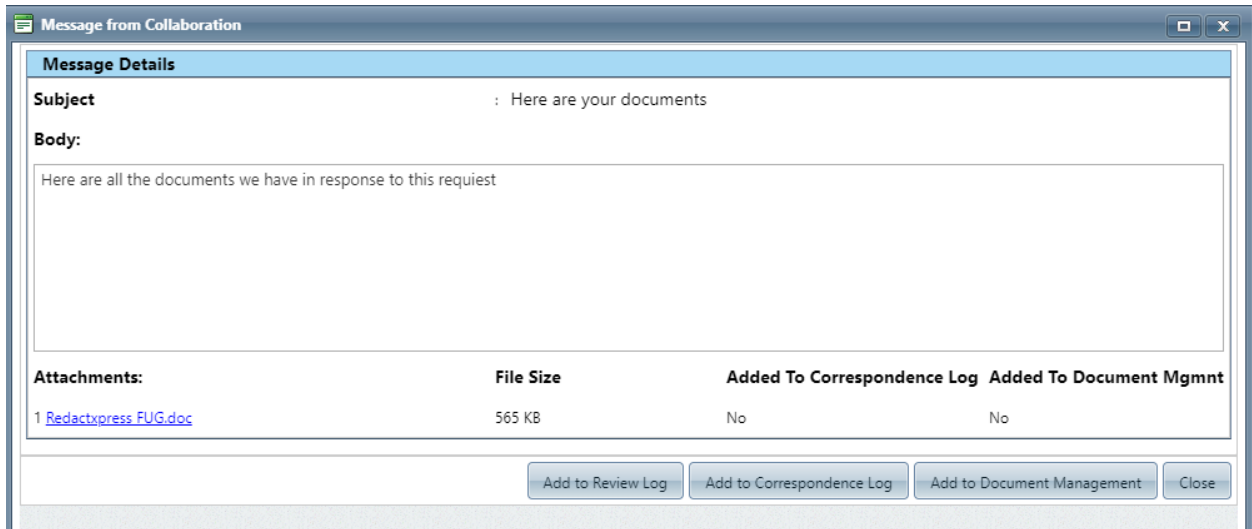 Message from Collaboration
Message Details
Subject : Here are your documents
Body:
Here are all the documents we have in response to this requiest
Attachments: File Size Added To Correspondence Log Added To Document Mgmnt
1 Redactxpress FUG.doc 565 KB No No
Add to Review Log Add to Correspondence Log Add to Document Management Close